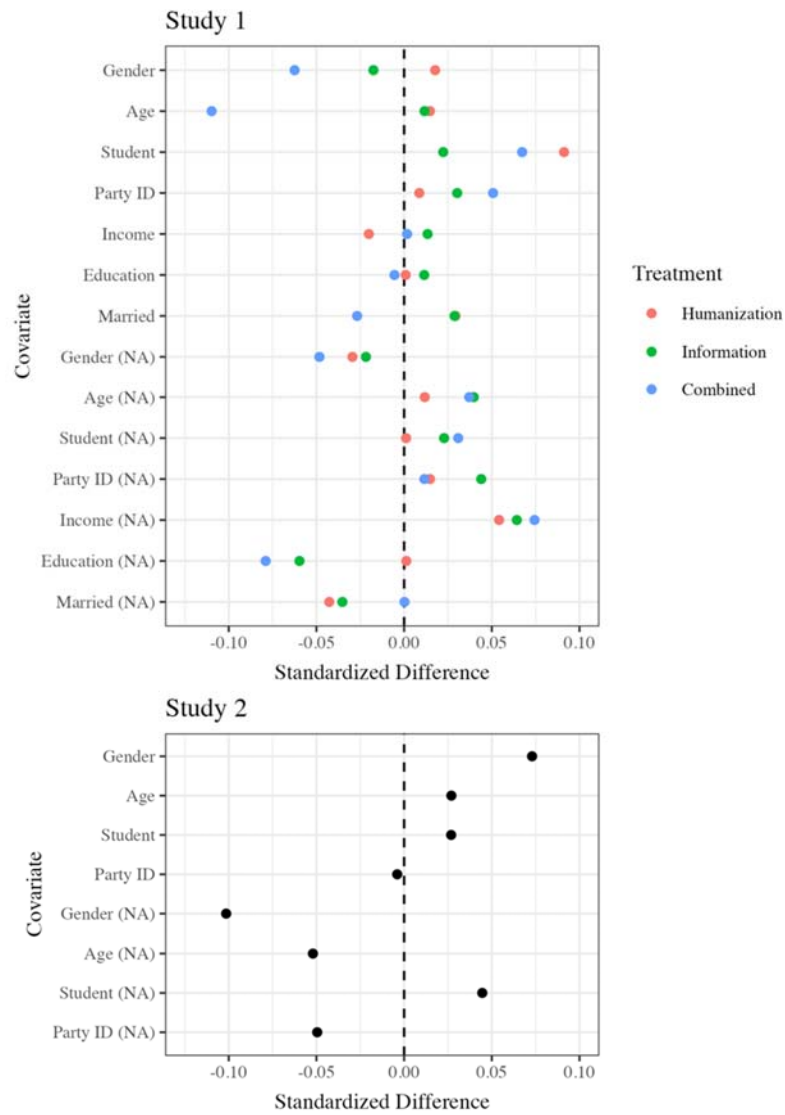 Study 1
Covariate
Gender
Age
Student
Party ID
Income
Education
Married
Gender (NA)
Age (NA)
Student (NA)
Party ID (NA)
Income (NA)
Education (NA)
Married (NA)
-0.10 -0.05 0.00 0.05 0.10
Standardized Difference
Treatment
Humanization
Information
Combined
Study 2
Covariate
Gender
Age
Student
Party ID
Gender (NA)
Age (NA)
Student (NA)
Party ID (NA)
-0.10 -0.05 0.00 0.05 0.10
Standardized Difference